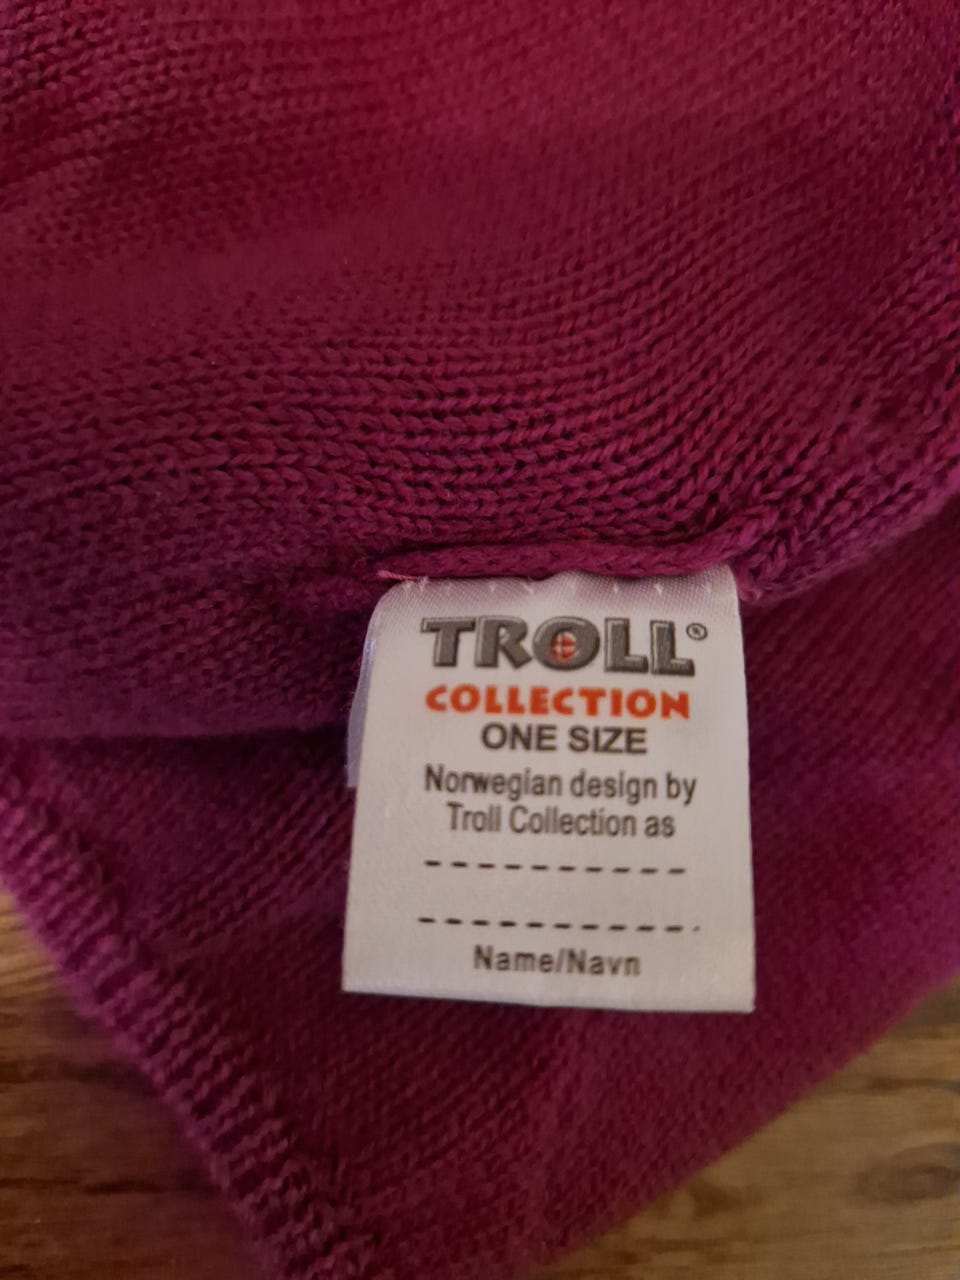 TROLL®
COLLECTION
ONE SIZE
Norwegian design by
Troll Collection as
Name/Navn